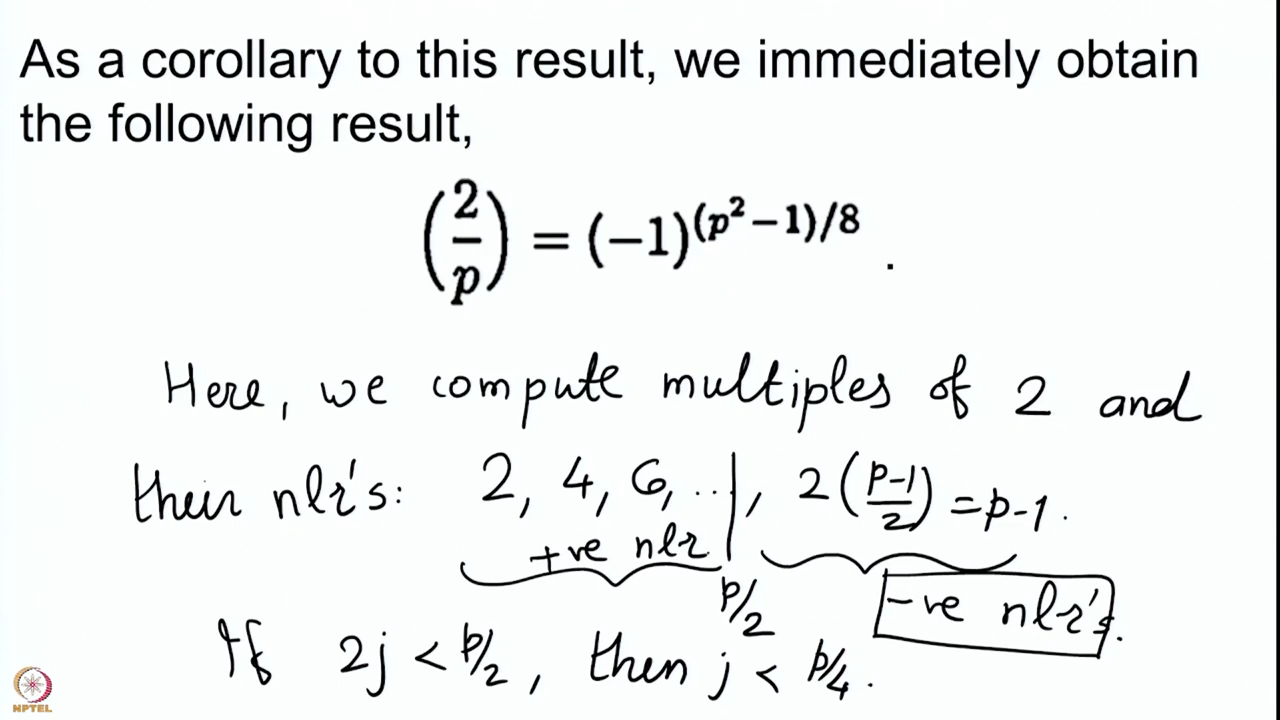 As a corollary to this result, we immediately obtain
the following result,
(2/p) = (−1)^((p²−1)/8) .
Here, we compute multiples of 2 and
their nlr's: 2, 4, 6, ...|, 2(p-1/2) = p-1.
+ve nlr
p/2
-ve nlr's.
If 2j < p/2, then j < p/4.
NPTEL